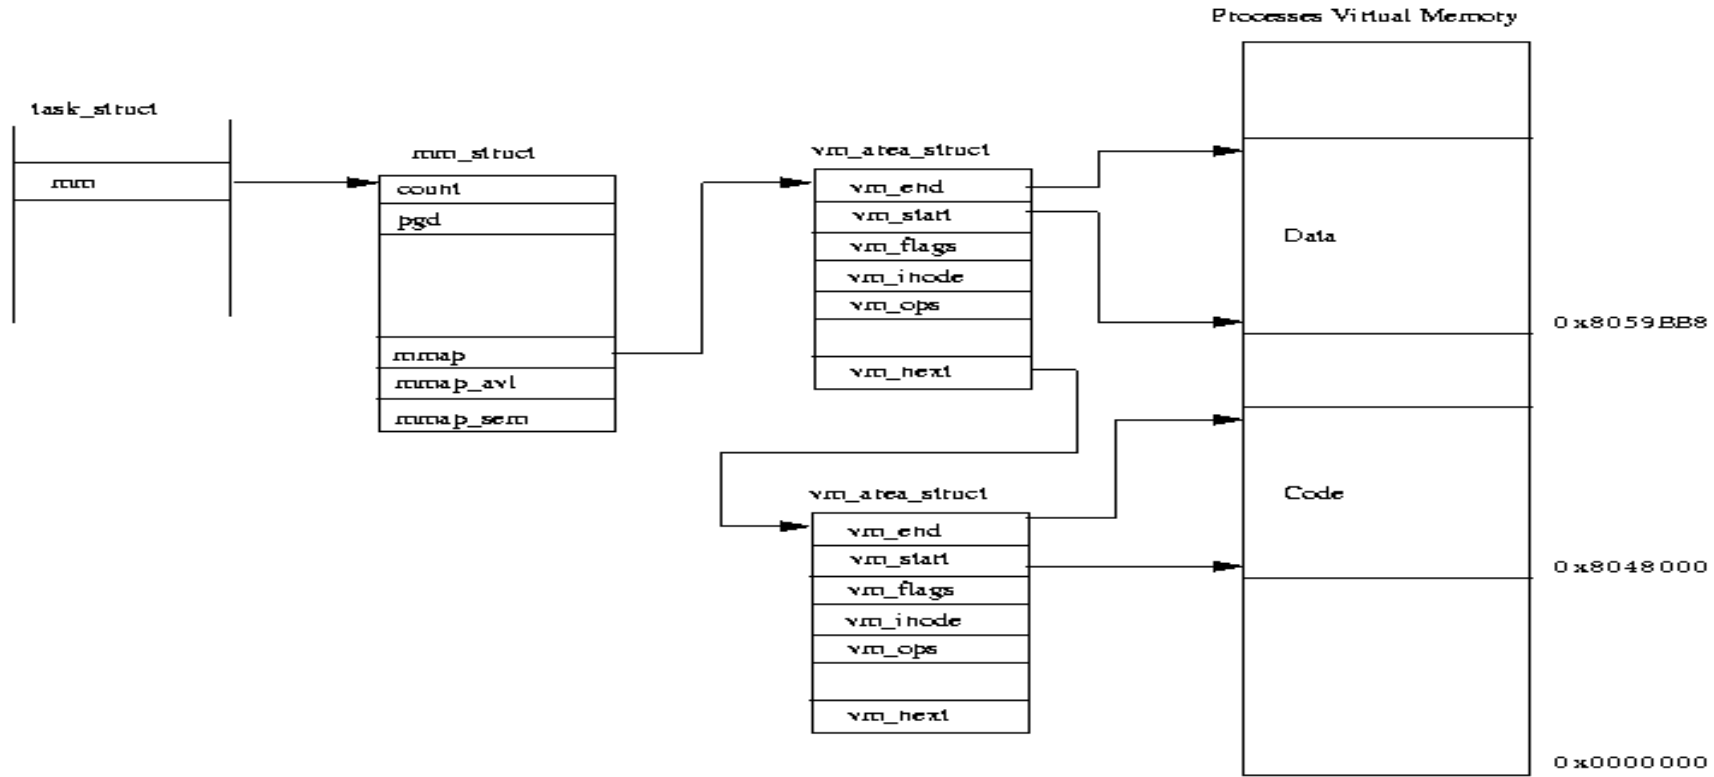 Processes Virtual Memory
task_struct
mm
mm_struct
count
pgd
mmap
mmap_avl
mmap_sem
vm_area_struct
vm_end
vm_start
vm_flags
vm_inode
vm_ops
vm_next
vm_area_struct
vm_end
vm_start
vm_flags
vm_inode
vm_ops
vm_next
Data
0x8059BB8
Code
0x8048000
0x0000000